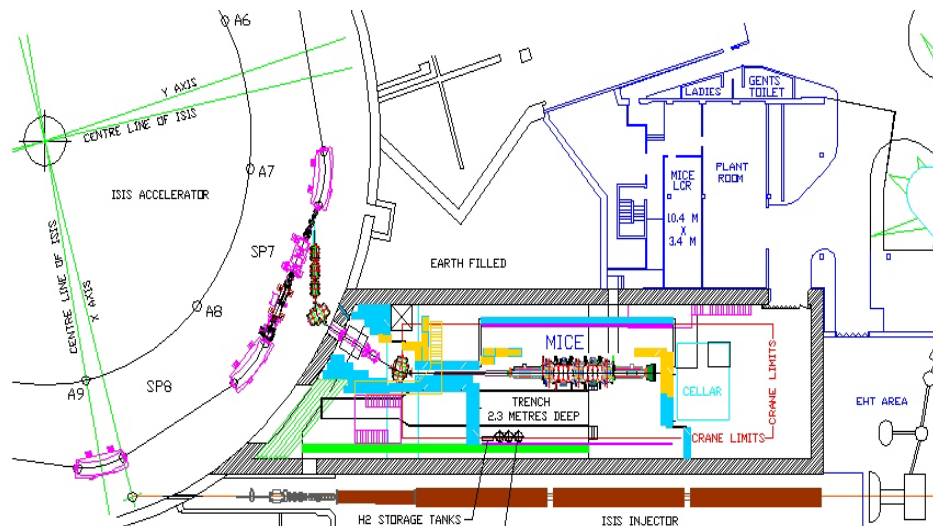 A6
Y AXIS
CENTRE LINE OF ISIS
A7
ISIS ACCELERATOR
CENTRE LINE OF ISIS
X AXIS
SP7
A8
SP8
A9
EARTH FILLED
LADIES
GENTS
TOILET
MICE
LCR
10.4 M
X
3.4 M
PLANT
ROOM
MICE
TRENCH
2.3 METRES DEEP
CELLAR
CRANE LIMITS
CRANE LIMITS
EHT AREA
H2 STORAGE TANKS
ISIS INJECTOR